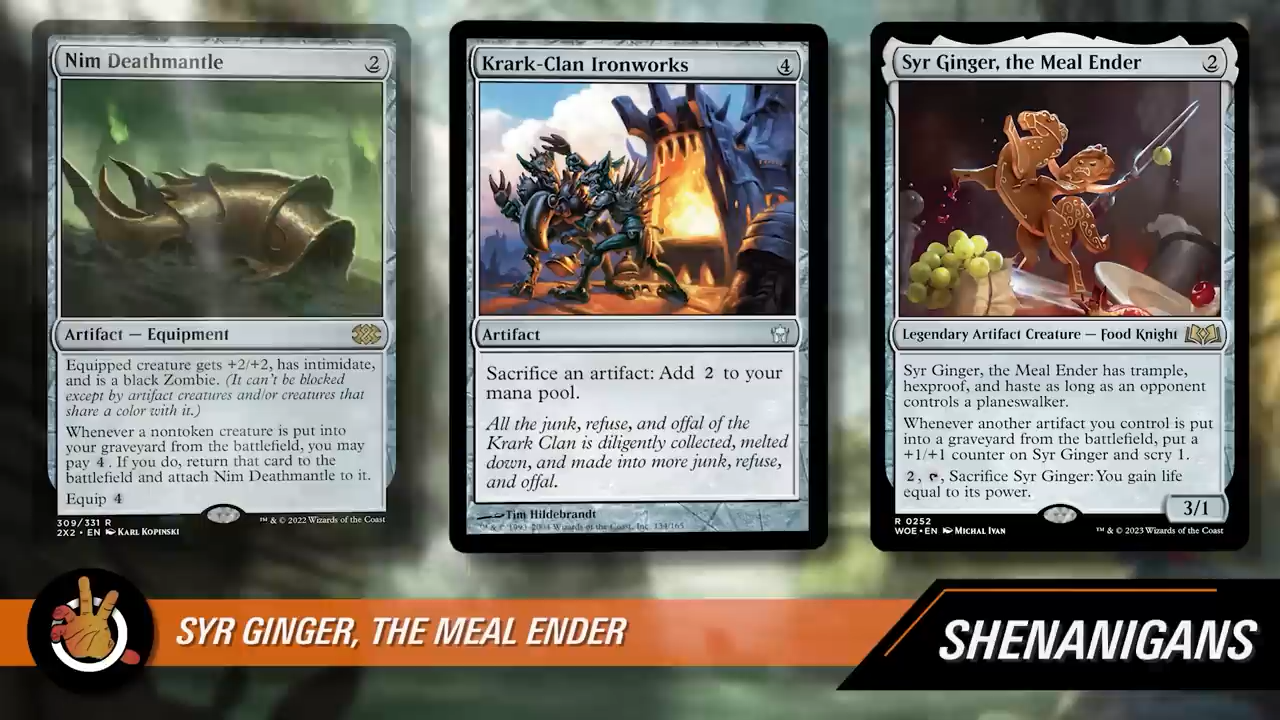 Nim Deathmantle 2
Artifact — Equipment
Equipped creature gets +2/+2, has intimidate,
and is a black Zombie. (It can't be blocked
except by artifact creatures and/or creatures that
share a color with it.)
Whenever a nontoken creature is put into
your graveyard from the battlefield, you may
pay 4. If you do, return that card to the
battlefield and attach Nim Deathmantle to it.
Equip 4
309/331 R
2X2 • EN Karl Kopinski
™ & © 2022 Wizards of the Coast
Krark-Clan Ironworks 4
Artifact
Sacrifice an artifact: Add 2 to your
mana pool.
All the junk, refuse, and offal of the
Krark Clan is diligently collected, melted
down, and made into more junk, refuse,
and offal.
Tim Hildebrandt
™ & © 1993–2004 Wizards of the Coast, Inc. 134/165
Syr Ginger, the Meal Ender 2
Legendary Artifact Creature — Food Knight
Syr Ginger, the Meal Ender has trample,
hexproof, and haste as long as an opponent
controls a planeswalker.
Whenever another artifact you control is put
into a graveyard from the battlefield, put a
+1/+1 counter on Syr Ginger and scry 1.
2, T, Sacrifice Syr Ginger: You gain life
equal to its power.
3/1
R 0252
WOE • EN Michal Ivan
™ & © 2023 Wizards of the Coast
SYR GINGER, THE MEAL ENDER
SHENANIGANS